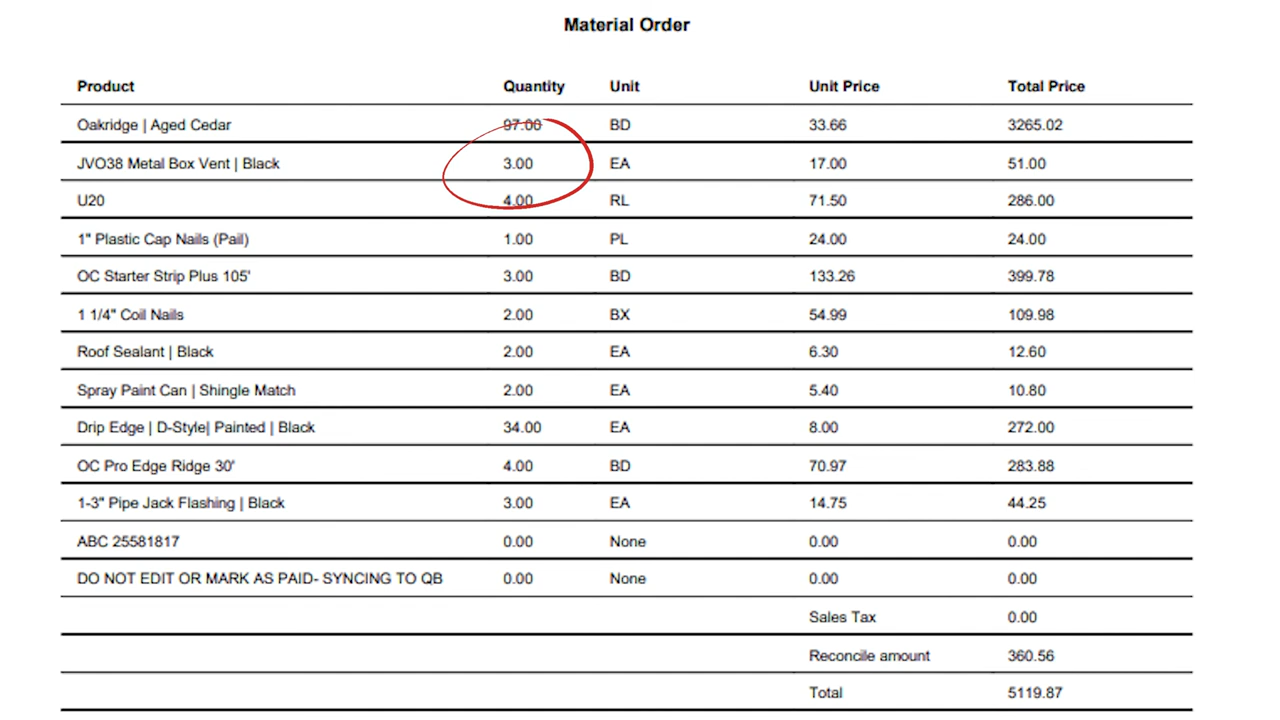 Material Order
Product Quantity Unit Unit Price Total Price
Oakridge | Aged Cedar 97.00 BD 33.66 3265.02
JVO38 Metal Box Vent | Black 3.00 EA 17.00 51.00
U20 4.00 RL 71.50 286.00
1" Plastic Cap Nails (Pail) 1.00 PL 24.00 24.00
OC Starter Strip Plus 105' 3.00 BD 133.26 399.78
1 1/4" Coil Nails 2.00 BX 54.99 109.98
Roof Sealant | Black 2.00 EA 6.30 12.60
Spray Paint Can | Shingle Match 2.00 EA 5.40 10.80
Drip Edge | D-Style| Painted | Black 34.00 EA 8.00 272.00
OC Pro Edge Ridge 30' 4.00 BD 70.97 283.88
1-3" Pipe Jack Flashing | Black 3.00 EA 14.75 44.25
ABC 25581817 0.00 None 0.00 0.00
DO NOT EDIT OR MARK AS PAID- SYNCING TO QB 0.00 None 0.00 0.00
Sales Tax 0.00
Reconcile amount 360.56
Total 5119.87